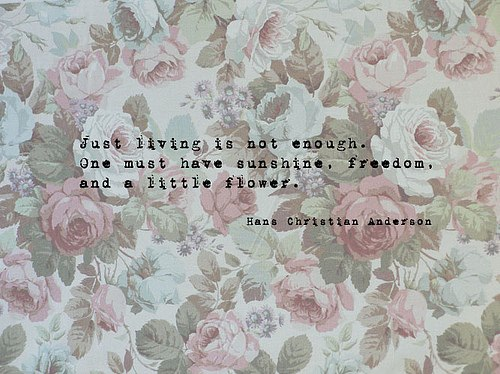 Just living is not enough.
One must have sunshine, freedom,
and a little flower.
Hans Christian Anderson